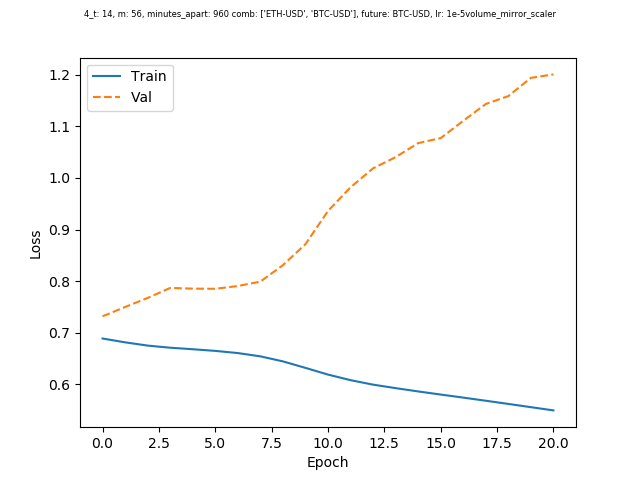 4_t: 14, m: 56, minutes_apart: 960 comb: ['ETH-USD', 'BTC-USD'], future: BTC-USD, lr: 1e-5volume_mirror_scaler
Train
Val
1.2
1.1
1.0
0.9
0.8
0.7
0.6
Loss
0.0 2.5 5.0 7.5 10.0 12.5 15.0 17.5 20.0
Epoch